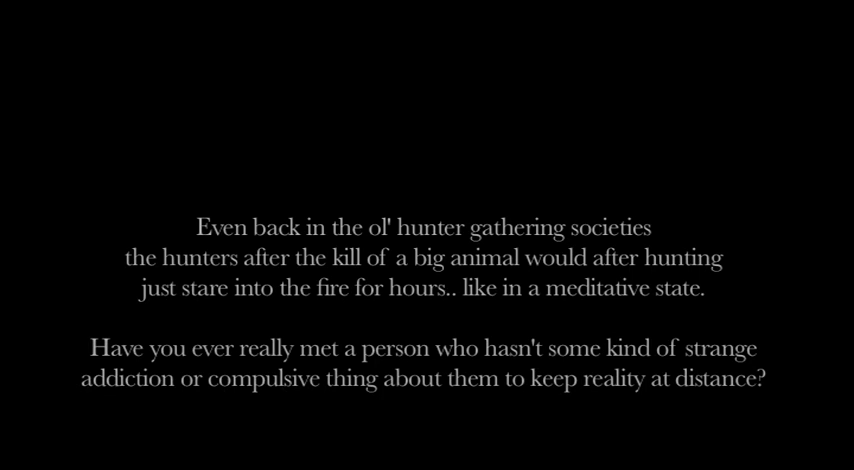 Even back in the ol' hunter gathering societies
the hunters after the kill of a big animal would after hunting
just stare into the fire for hours.. like in a meditative state.
Have you ever really met a person who hasn't some kind of strange
addiction or compulsive thing about them to keep reality at distance?